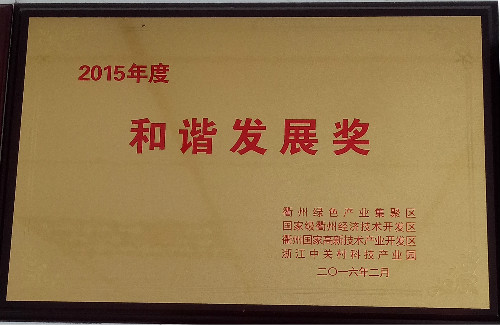 2015年度
和谐发展奖
衢州绿色产业集聚区
国家级衢州经济技术开发区
衢州国家高新技术产业开发区
浙江中关村科技产业园
二〇一六年二月